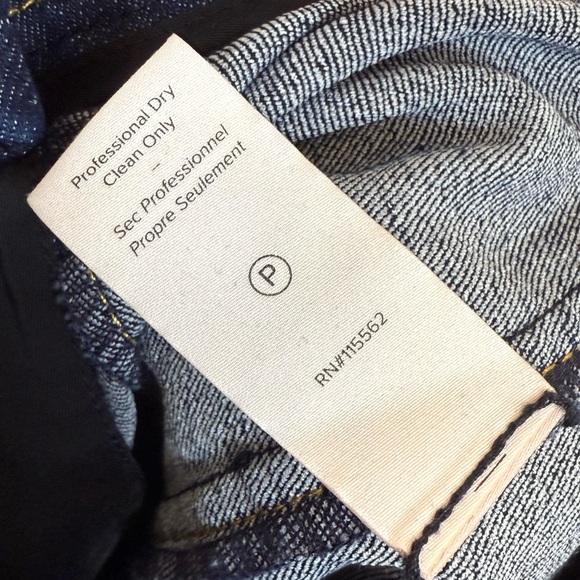 Professional Dry
Clean Only
-
Sec Professionnel
Propre Seulement
P
RN#115562